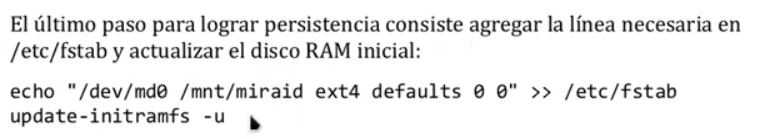 El último paso para lograr persistencia consiste agregar la línea necesaria en
/etc/fstab y actualizar el disco RAM inicial:
echo "/dev/md0 /mnt/miraid ext4 defaults 0 0" >> /etc/fstab
update-initramfs -u